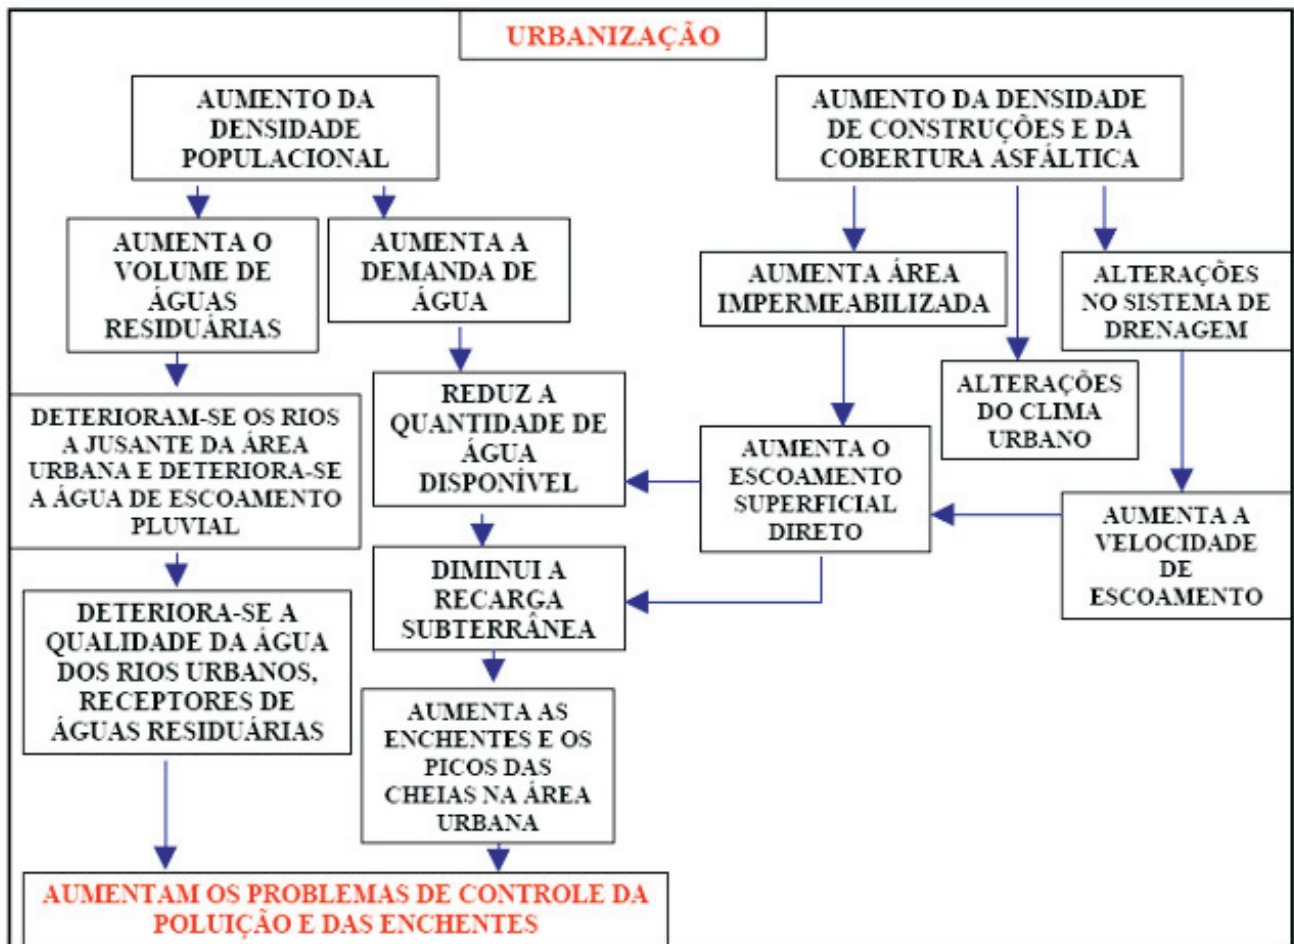 URBANIZAÇÃO
AUMENTO DA
DENSIDADE
POPULACIONAL
AUMENTO DA DENSIDADE
DE CONSTRUÇÕES E DA
COBERTURA ASFÁLTICA
AUMENTA O
VOLUME DE
ÁGUAS
RESIDUÁRIAS
AUMENTA A
DEMANDA DE
ÁGUA
AUMENTA ÁREA
IMPERMEABILIZADA
ALTERAÇÕES
NO SISTEMA DE
DRENAGEM
ALTERAÇÕES
DO CLIMA
URBANO
DETERIORAM-SE OS RIOS
A JUSANTE DA ÁREA
URBANA E DETERIORA-SE
A ÁGUA DE ESCOAMENTO
PLUVIAL
REDUZ A
QUANTIDADE DE
ÁGUA
DISPONÍVEL
AUMENTA O
ESCOAMENTO
SUPERFICIAL
DIRETO
AUMENTA A
VELOCIDADE
DE
ESCOAMENTO
DIMINUI A
RECARGA
SUBTERRÂNEA
DETERIORA-SE A
QUALIDADE DA ÁGUA
DOS RIOS URBANOS,
RECEPTORES DE
ÁGUAS RESIDUÁRIAS
AUMENTA AS
ENCHENTES E OS
PICOS DAS
CHEIAS NA ÁREA
URBANA
AUMENTAM OS PROBLEMAS DE CONTROLE DA
POLUIÇÃO E DAS ENCHENTES